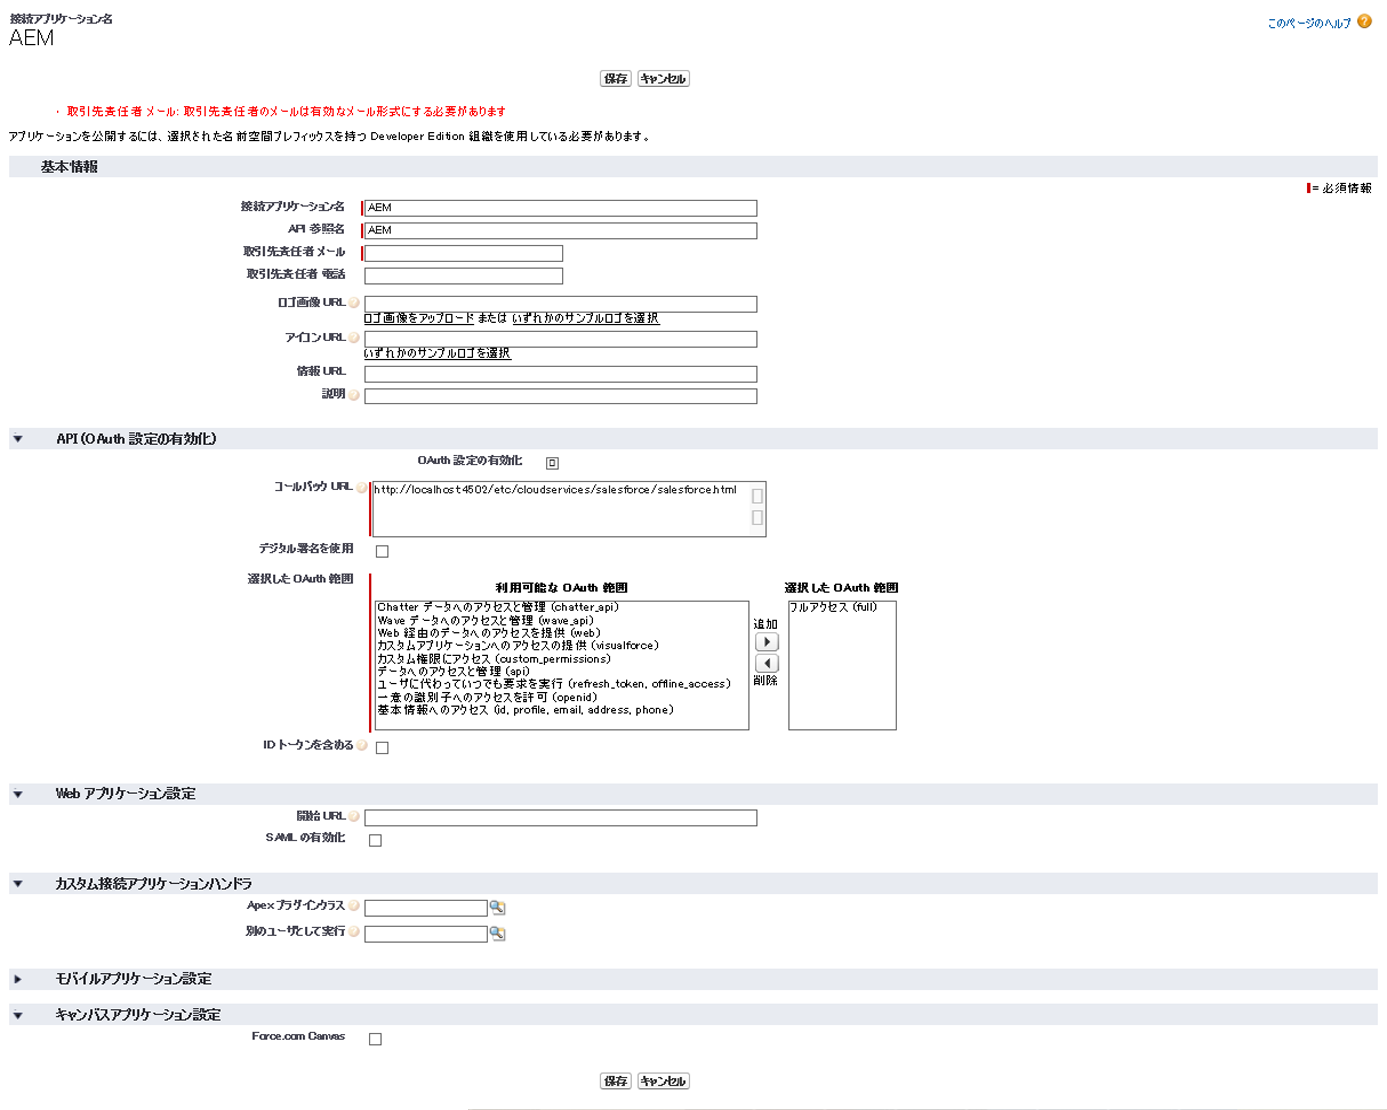 接続アプリケーション名
AEM
このページのヘルプ ?
保存 キャンセル
・ 取引先責任者 メール: 取引先責任者のメールは有効なメール形式にする必要があります
アプリケーションを公開するには、選択された名前空間プレフィックスを持つ Developer Edition 組織を使用している必要があります。
基本情報
= 必須情報
接続アプリケーション名 AEM
API 参照名 AEM
取引先責任者 メール
取引先責任者 電話
ロゴ画像 URL
ロゴ画像をアップロード または いずれかのサンプルロゴを選択
アイコン URL
いずれかのサンプルロゴを選択
情報 URL
説明
API (OAuth 設定の有効化)
OAuth 設定の有効化
コールバック URL http://localhost:4502/etc/cloudservices/salesforce/salesforce.html
デジタル署名を使用
選択した OAuth 範囲
利用可能な OAuth 範囲 選択した OAuth 範囲
Chatter データへのアクセスと管理 (chatter_api) フルアクセス (full)
Wave データへのアクセスと管理 (wave_api) 追加
Web 経由のデータへのアクセスを提供 (web)
カスタムアプリケーションへのアクセスの提供 (visualforce)
カスタム権限にアクセス (custom_permissions)
データへのアクセスと管理 (api)
ユーザに代わっていつでも要求を実行 (refresh_token, offline_access) 削除
一意の識別子へのアクセスを許可 (openid)
基本情報へのアクセス (id, profile, email, address, phone)
ID トークンを含める
Web アプリケーション設定
開始 URL
SAML の有効化
カスタム接続アプリケーションハンドラ
Apex プラグインクラス
別のユーザとして実行
モバイルアプリケーション設定
キャンバスアプリケーション設定
Force.com Canvas
保存 キャンセル